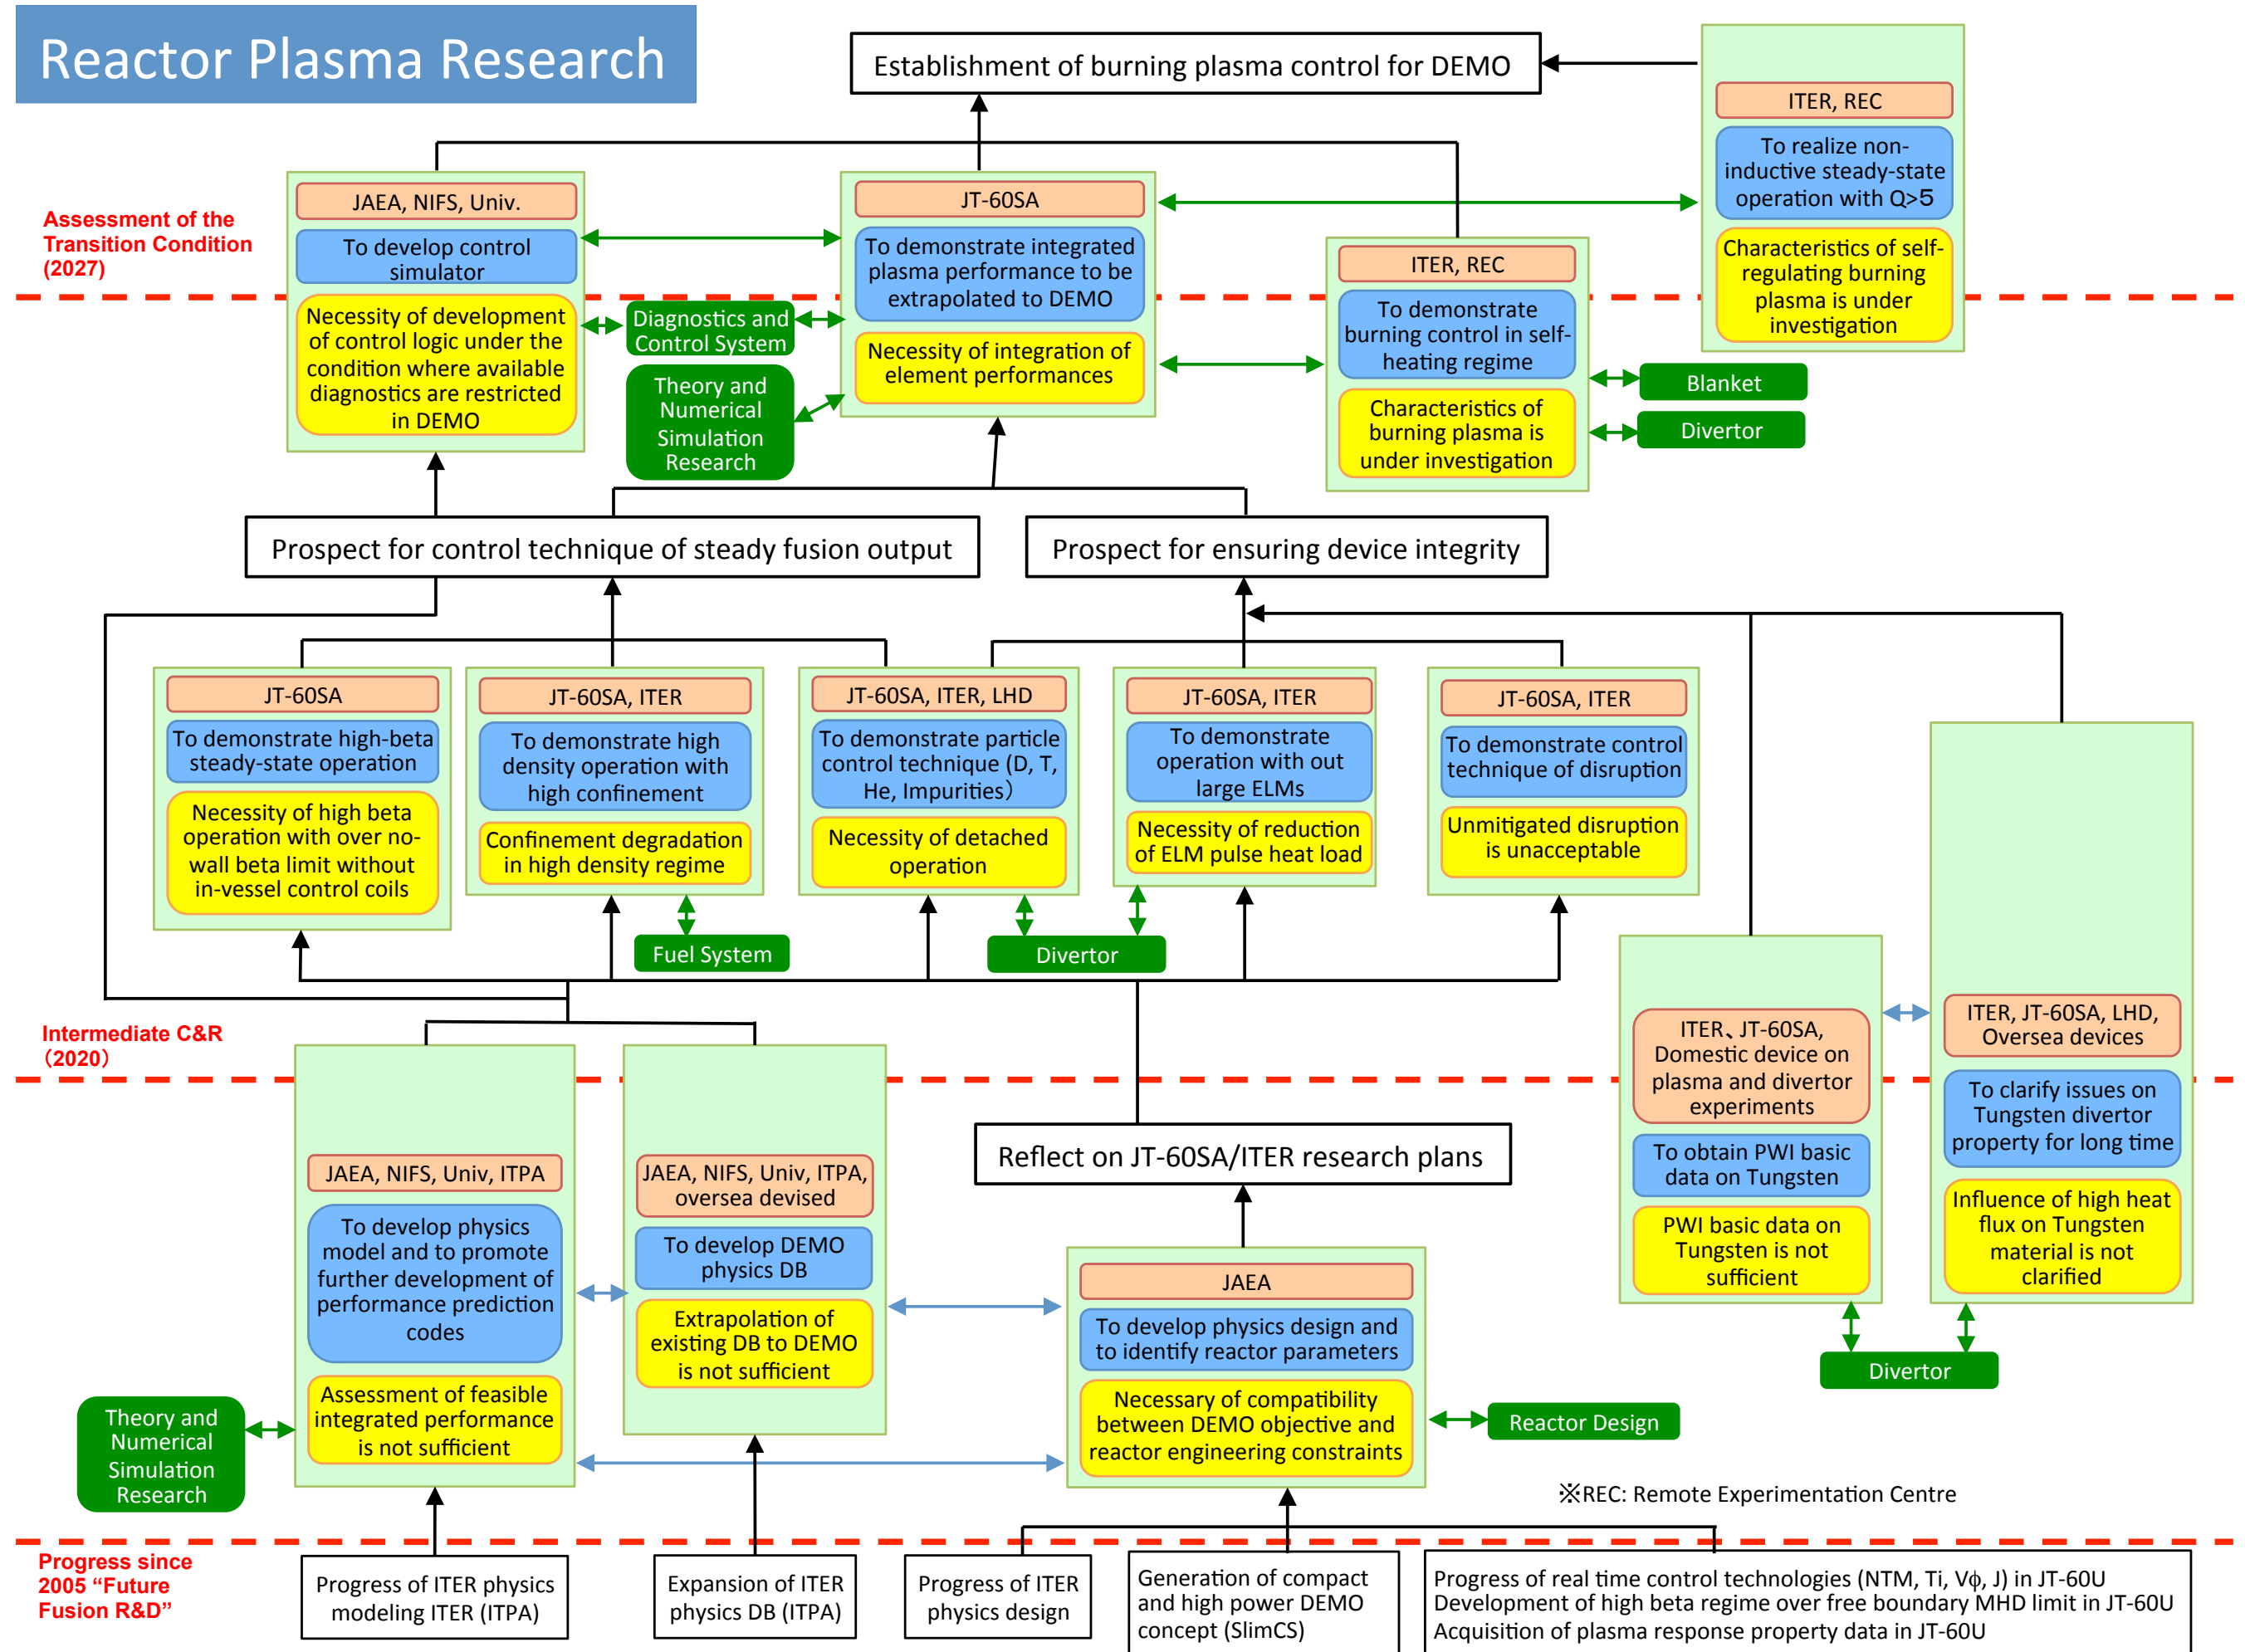 Reactor Plasma Research
Establishment of burning plasma control for DEMO
ITER, REC
To realize non-
inductive steady-state
operation with Q>5
Characteristics of self-
regulating burning
plasma is under
investigation
Assessment of the
Transition Condition
(2027)
JAEA, NIFS, Univ.
To develop control
simulator
Necessity of development
of control logic under the
condition where available
diagnostics are restricted
in DEMO
Diagnostics and
Control System
Theory and
Numerical
Simulation
Research
JT-60SA
To demonstrate integrated
plasma performance to be
extrapolated to DEMO
Necessity of integration of
element performances
ITER, REC
To demonstrate
burning control in self-
heating regime
Characteristics of
burning plasma is
under investigation
Blanket
Divertor
Prospect for control technique of steady fusion output
Prospect for ensuring device integrity
JT-60SA
To demonstrate high-beta
steady-state operation
Necessity of high beta
operation with over no-
wall beta limit without
in-vessel control coils
JT-60SA, ITER
To demonstrate high
density operation with
high confinement
Confinement degradation
in high density regime
Fuel System
JT-60SA, ITER, LHD
To demonstrate particle
control technique (D, T,
He, Impurities）
Necessity of detached
operation
Divertor
JT-60SA, ITER
To demonstrate
operation with out
large ELMs
Necessity of reduction
of ELM pulse heat load
JT-60SA, ITER
To demonstrate control
technique of disruption
Unmitigated disruption
is unacceptable
Intermediate C&R
（2020）
ITER、JT-60SA,
Domestic device on
plasma and divertor
experiments
To obtain PWI basic
data on Tungsten
PWI basic data on
Tungsten is not
sufficient
ITER, JT-60SA, LHD,
Oversea devices
To clarify issues on
Tungsten divertor
property for long time
Influence of high heat
flux on Tungsten
material is not
clarified
Divertor
Reflect on JT-60SA/ITER research plans
JAEA, NIFS, Univ, ITPA
To develop physics
model and to promote
further development of
performance prediction
codes
Assessment of feasible
integrated performance
is not sufficient
Theory and
Numerical
Simulation
Research
JAEA, NIFS, Univ, ITPA,
oversea devised
To develop DEMO
physics DB
Extrapolation of
existing DB to DEMO
is not sufficient
JAEA
To develop physics design and
to identify reactor parameters
Necessary of compatibility
between DEMO objective and
reactor engineering constraints
Reactor Design
※REC: Remote Experimentation Centre
Progress since
2005 “Future
Fusion R&D”
Progress of ITER physics
modeling ITER (ITPA)
Expansion of ITER
physics DB (ITPA)
Progress of ITER
physics design
Generation of compact
and high power DEMO
concept (SlimCS)
Progress of real time control technologies (NTM, Ti, Vϕ, J) in JT-60U
Development of high beta regime over free boundary MHD limit in JT-60U
Acquisition of plasma response property data in JT-60U